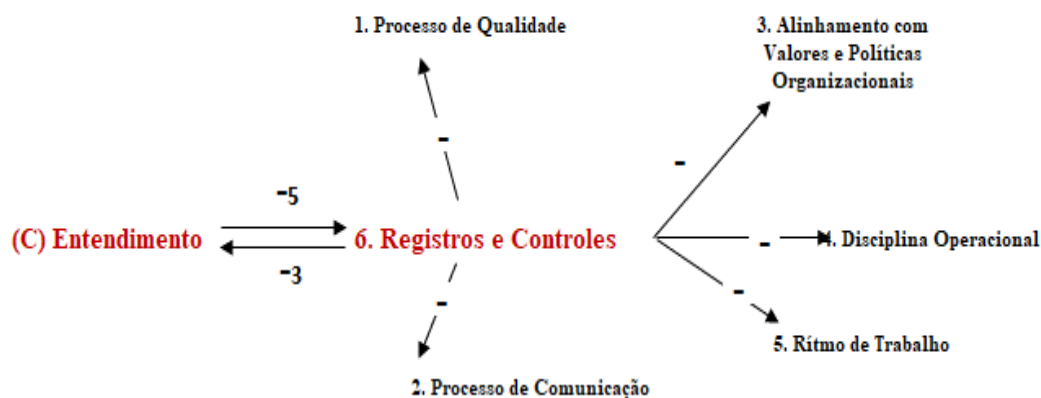 1. Processo de Qualidade
3. Alinhamento com
Valores e Políticas
Organizacionais
-
-
-5
(C) Entendimento
6. Registros e Controles
-
4. Disciplina Operacional
-3
-
-
5. Rítmo de Trabalho
2. Processo de Comunicação